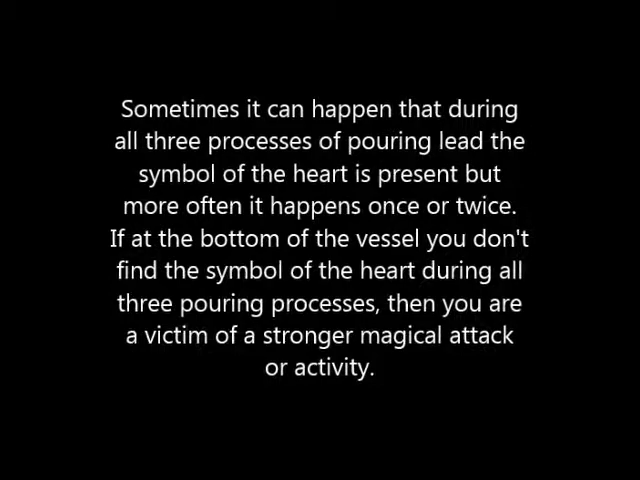 Sometimes it can happen that during
all three processes of pouring lead the
symbol of the heart is present but
more often it happens once or twice.
If at the bottom of the vessel you don't
find the symbol of the heart during all
three pouring processes, then you are
a victim of a stronger magical attack
or activity.